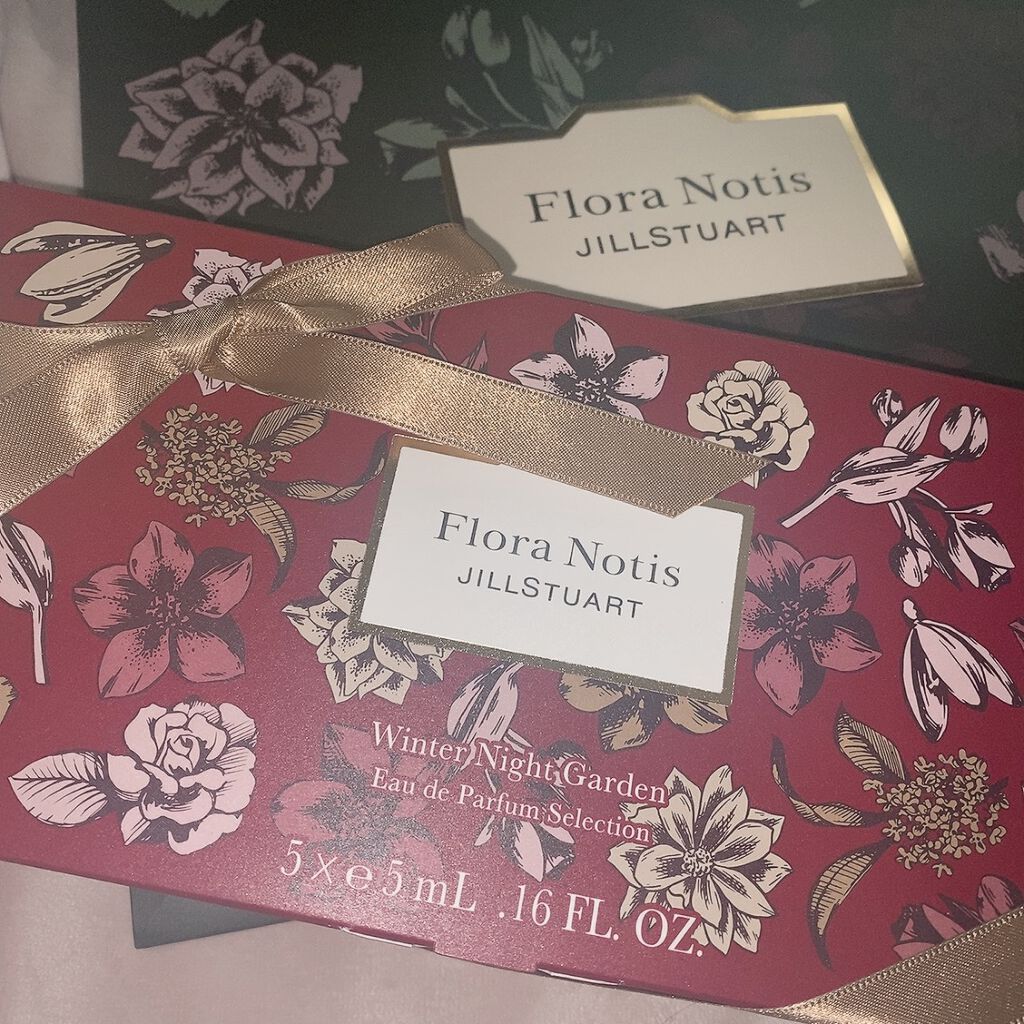 Flora Notis
JILLSTUART
Flora Notis
JILLSTUART
Winter Night Garden
Eau de Parfum Selection
5 x e 5 mL .16 FL. OZ.